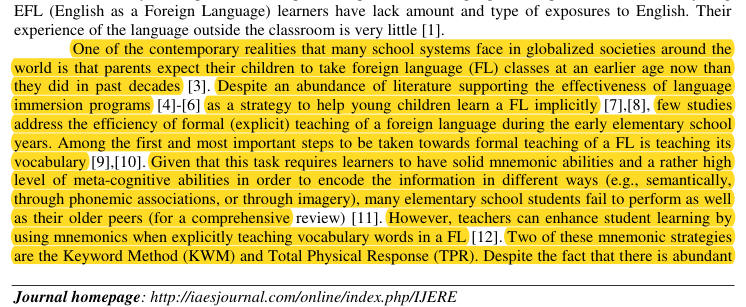 EFL (English as a Foreign Language) learners have lack amount and type of exposures to English. Their
experience of the language outside the classroom is very little [1].
One of the contemporary realities that many school systems face in globalized societies around the
world is that parents expect their children to take foreign language (FL) classes at an earlier age now than
they did in past decades [3]. Despite an abundance of literature supporting the effectiveness of language
immersion programs [4]-[6] as a strategy to help young children learn a FL implicitly [7],[8], few studies
address the efficiency of formal (explicit) teaching of a foreign language during the early elementary school
years. Among the first and most important steps to be taken towards formal teaching of a FL is teaching its
vocabulary [9],[10]. Given that this task requires learners to have solid mnemonic abilities and a rather high
level of meta-cognitive abilities in order to encode the information in different ways (e.g., semantically,
through phonemic associations, or through imagery), many elementary school students fail to perform as well
as their older peers (for a comprehensive review) [11]. However, teachers can enhance student learning by
using mnemonics when explicitly teaching vocabulary words in a FL [12]. Two of these mnemonic strategies
are the Keyword Method (KWM) and Total Physical Response (TPR). Despite the fact that there is abundant
Journal homepage: http://iaesjournal.com/online/index.php/IJERE